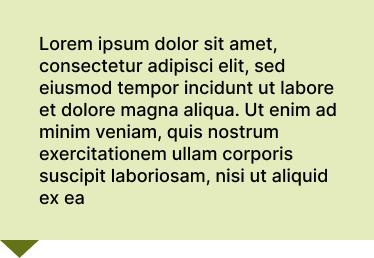 Lorem ipsum dolor sit amet,
consectetur adipisci elit, sed
eiusmod tempor incidunt ut labore
et dolore magna aliqua. Ut enim ad
minim veniam, quis nostrum
exercitationem ullam corporis
suscipit laboriosam, nisi ut aliquid
ex ea